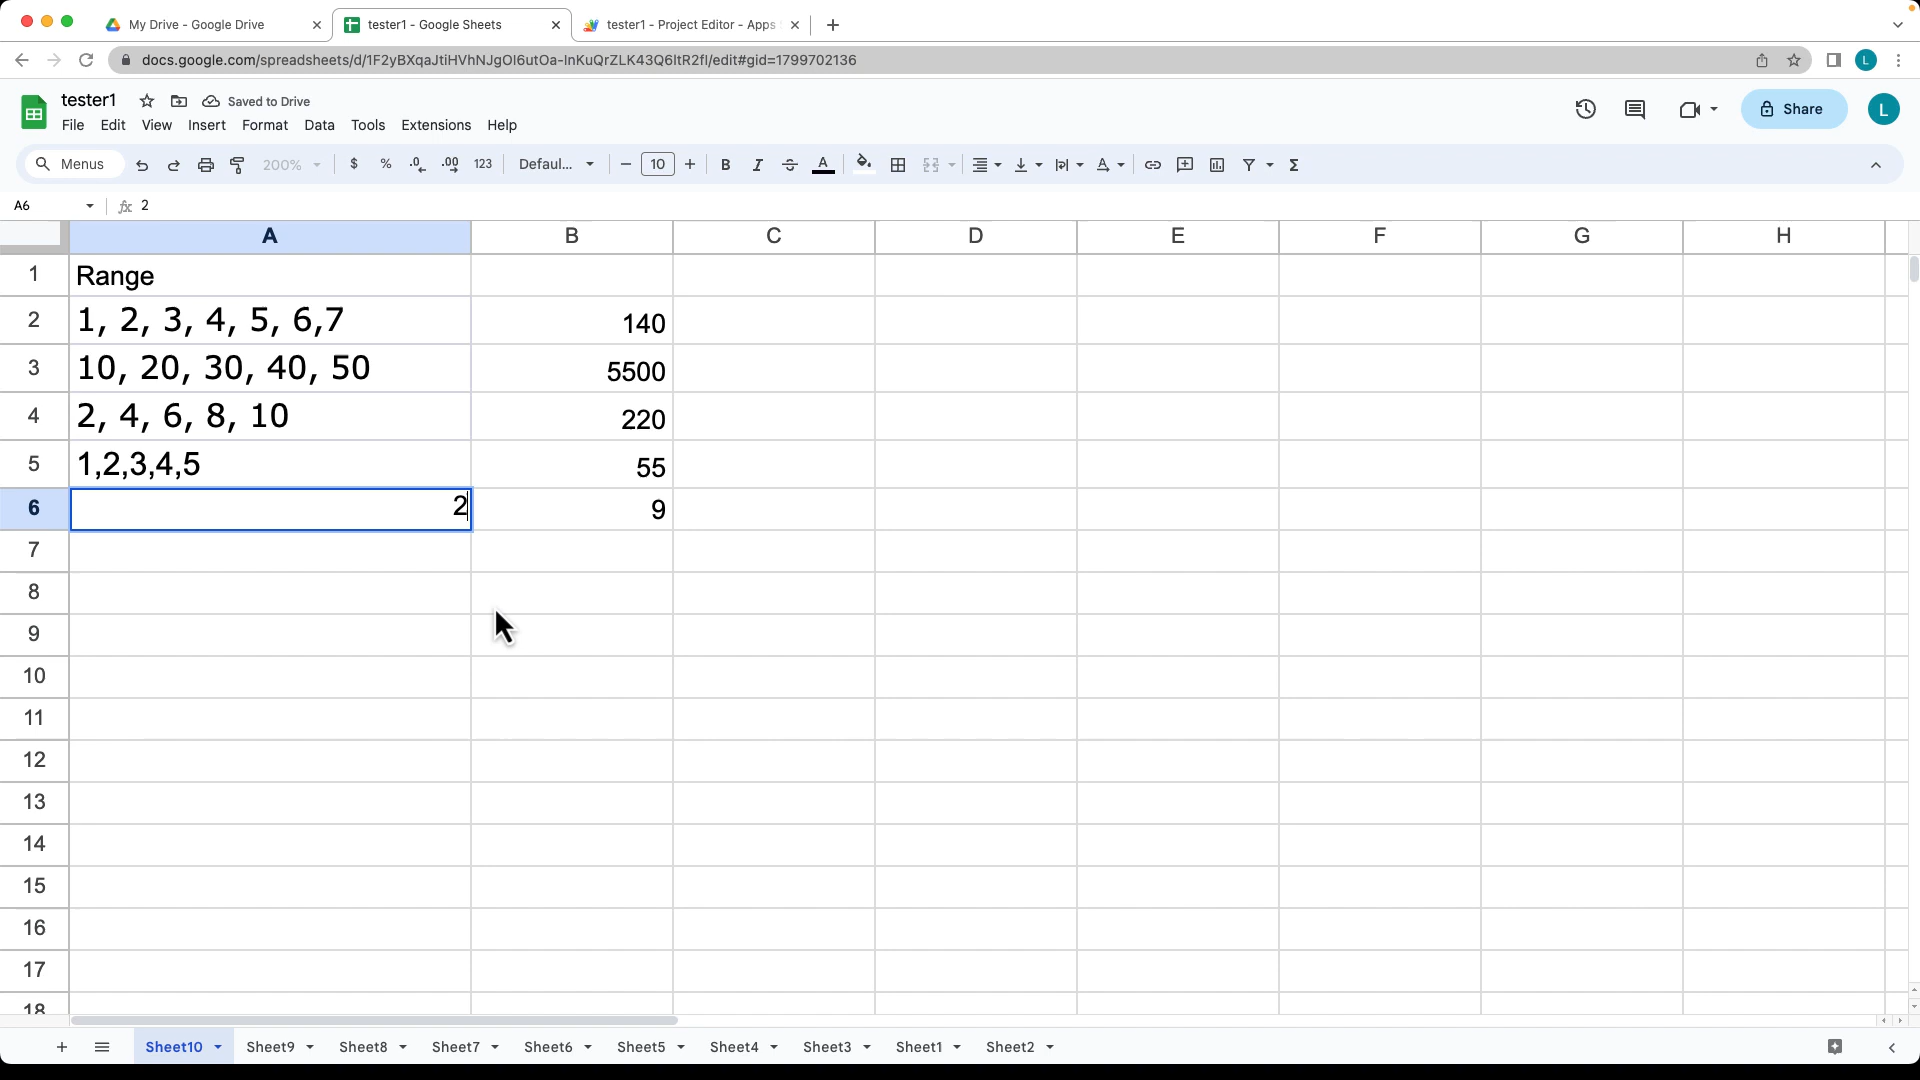 My Drive - Google Drive
tester1 - Google Sheets
tester1 - Project Editor - Apps
docs.google.com/spreadsheets/d/1F2yBXqaJtiHVhNJgOl6utOa-InKuQrZLK43Q6ltR2fI/edit#gid=1799702136
L
tester1
Saved to Drive
File Edit View Insert Format Data Tools Extensions Help
Share
L
Menus 200% $ % .0 .00 123 Defaul... 10 B I A A Σ
A6 fx 2
A B C D E F G H
1 Range
2 1, 2, 3, 4, 5, 6,7 140
3 10, 20, 30, 40, 50 5500
4 2, 4, 6, 8, 10 220
5 1,2,3,4,5 55
6 2 9
7
8
9
10
11
12
13
14
15
16
17
18
Sheet10 Sheet9 Sheet8 Sheet7 Sheet6 Sheet5 Sheet4 Sheet3 Sheet1 Sheet2